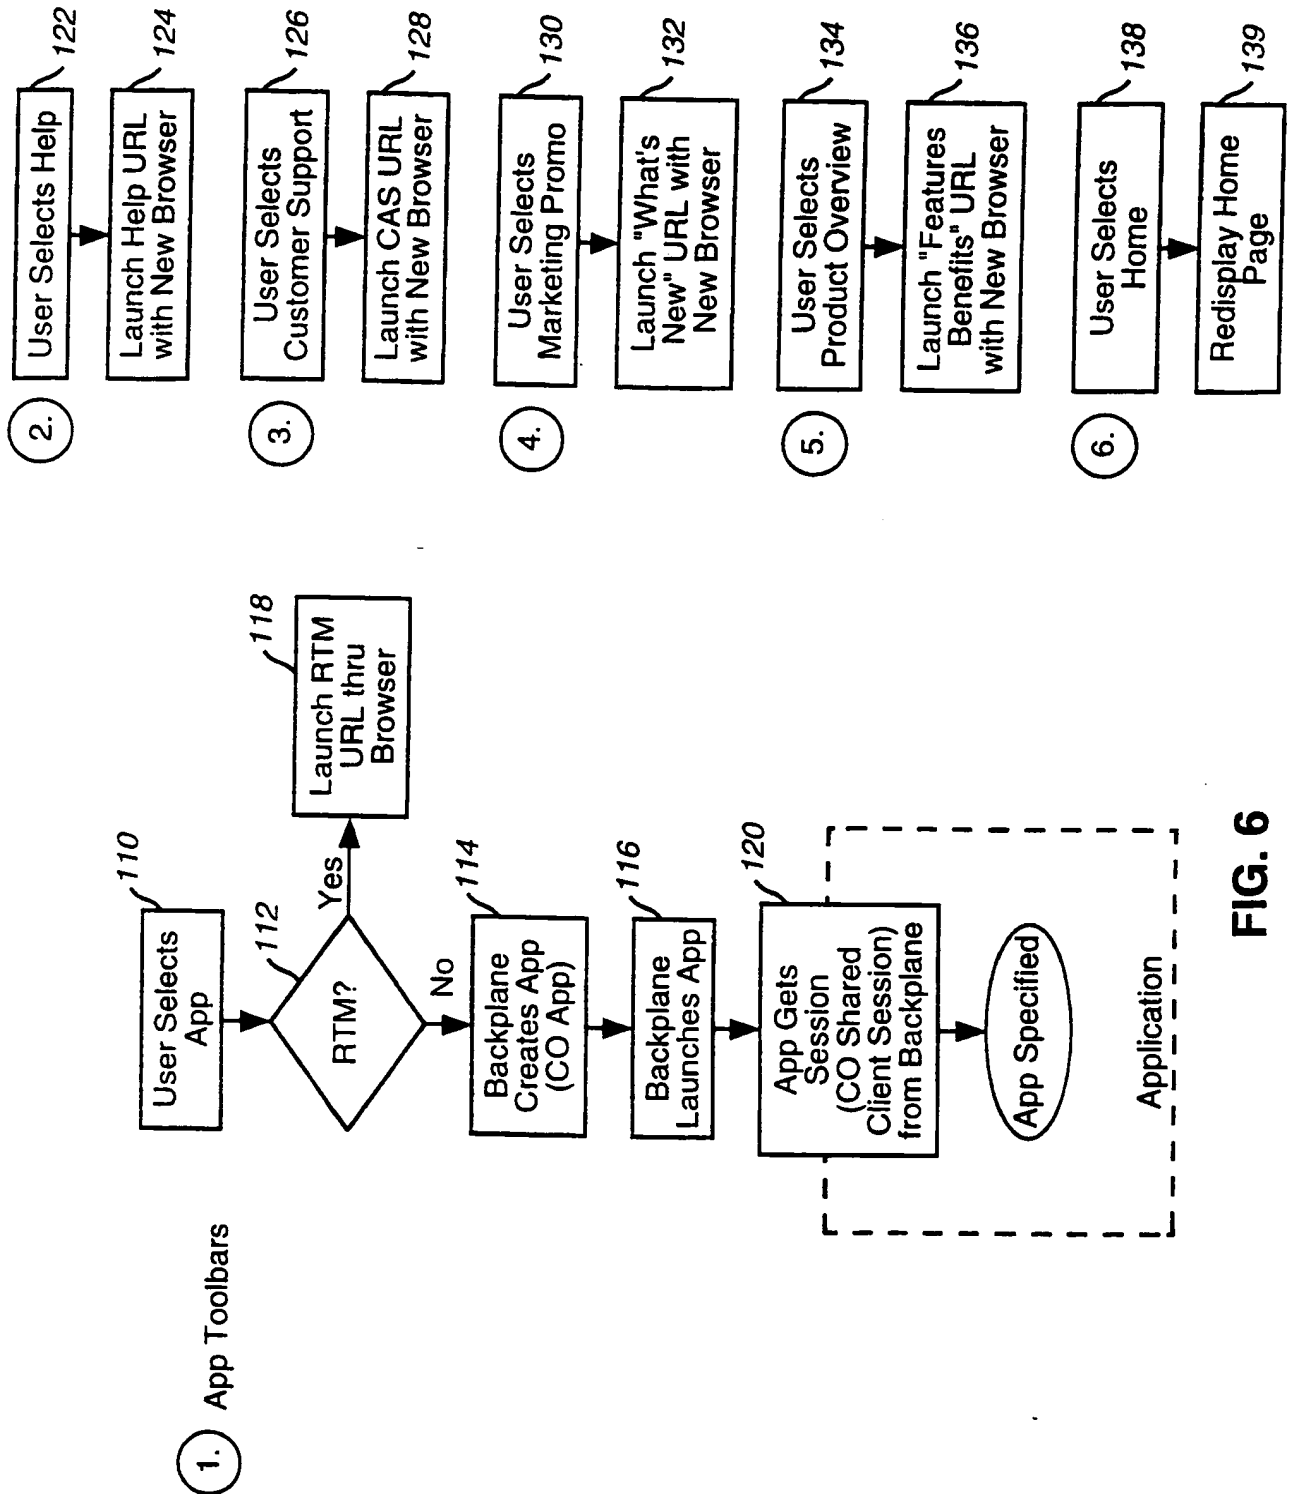 1. App Toolbars
110
User Selects
App
112
RTM?
Yes
118
Launch RTM
URL thru
Browser
No
114
Backplane
Creates App
(CO App)
116
Backplane
Launches App
120
App Gets
Session
(CO Shared
Client Session)
from Backplane
App Specified
Application
2.
122
User Selects Help
124
Launch Help URL
with New Browser
3.
126
User Selects
Customer Support
128
Launch CAS URL
with New Browser
4.
130
User Selects
Marketing Promo
132
Launch "What's
New" URL with
New Browser
5.
134
User Selects
Product Overview
136
Launch "Features
Benefits" URL
with New Browser
6.
138
User Selects
Home
139
Redisplay Home
Page
FIG. 6